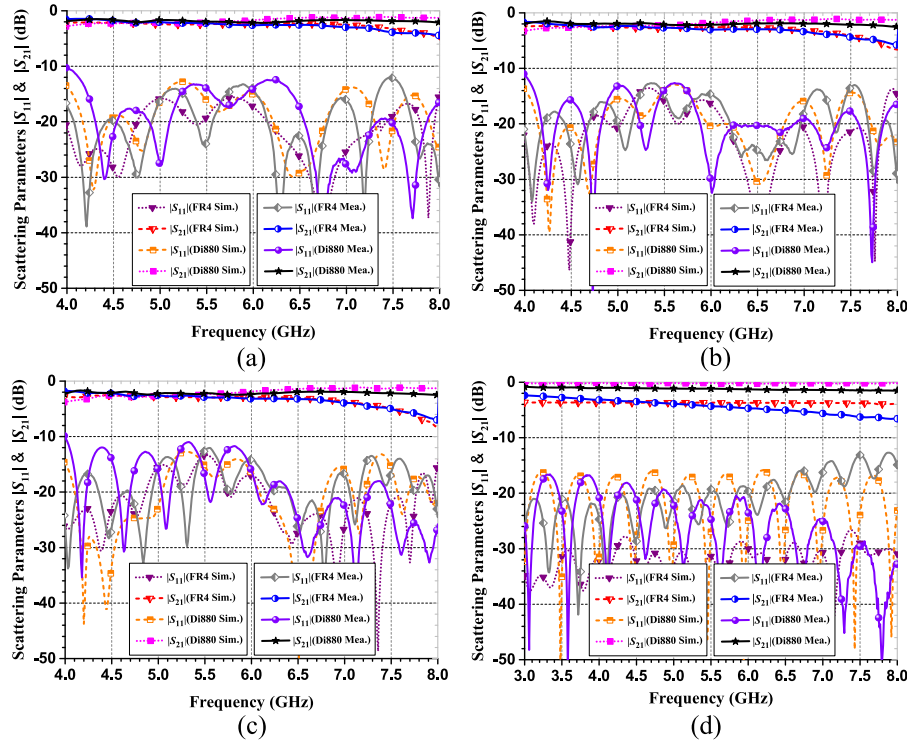 Scattering Parameters |S11| & |S21| (dB)
0
-10
-20
-30
-40
-50
|S11|(FR4 Sim.)
|S21|(FR4 Sim.)
|S11|(Di880 Sim.)
|S21|(Di880 Sim.)
|S11|(FR4 Mea.)
|S21|(FR4 Mea.)
|S11|(Di880 Mea.)
|S21|(Di880 Mea.)
4.0 4.5 5.0 5.5 6.0 6.5 7.0 7.5 8.0
Frequency (GHz)
(a)
Scattering Parameters |S11| & |S21| (dB)
0
-10
-20
-30
-40
-50
|S11|(FR4 Sim.)
|S21|(FR4 Sim.)
|S11|(Di880 Sim.)
|S21|(Di880 Sim.)
|S11|(FR4 Mea.)
|S21|(FR4 Mea.)
|S11|(Di880 Mea.)
|S21|(Di880 Mea.)
4.0 4.5 5.0 5.5 6.0 6.5 7.0 7.5 8.0
Frequency (GHz)
(b)
Scattering Parameters |S11| & |S21| (dB)
0
-10
-20
-30
-40
-50
|S11|(FR4 Sim.)
|S21|(FR4 Sim.)
|S11|(Di880 Sim.)
|S21|(Di880 Sim.)
|S11|(FR4 Mea.)
|S21|(FR4 Mea.)
|S11|(Di880 Mea.)
|S21|(Di880 Mea.)
4.0 4.5 5.0 5.5 6.0 6.5 7.0 7.5 8.0
Frequency (GHz)
(c)
Scattering Parameters |S11| & |S21| (dB)
0
-10
-20
-30
-40
-50
|S11|(FR4 Sim.)
|S21|(FR4 Sim.)
|S11|(Di880 Sim.)
|S21|(Di880 Sim.)
|S11|(FR4 Mea.)
|S21|(FR4 Mea.)
|S11|(Di880 Mea.)
|S21|(Di880 Mea.)
3.0 3.5 4.0 4.5 5.0 5.5 6.0 6.5 7.0 7.5 8.0
Frequency (GHz)
(d)